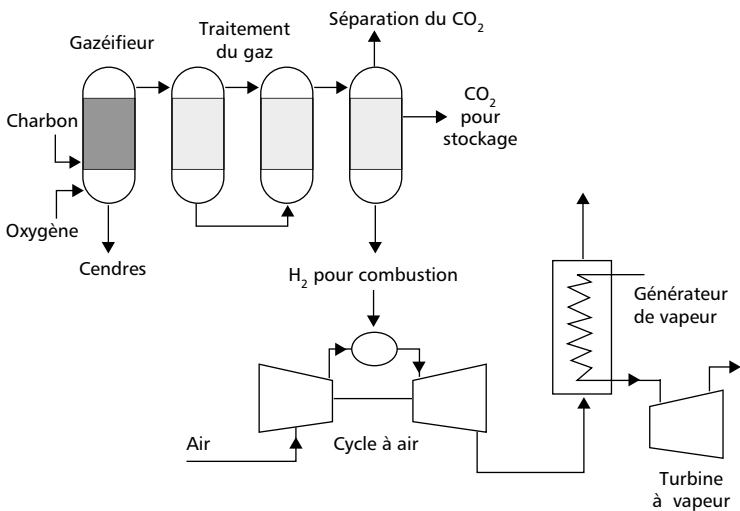 Séparation du CO2
Traitement
du gaz
Gazéifieur
CO2
pour
stockage
Charbon
Oxygène
Cendres
H2 pour combustion
Générateur
de vapeur
Air
Cycle à air
Turbine
à vapeur